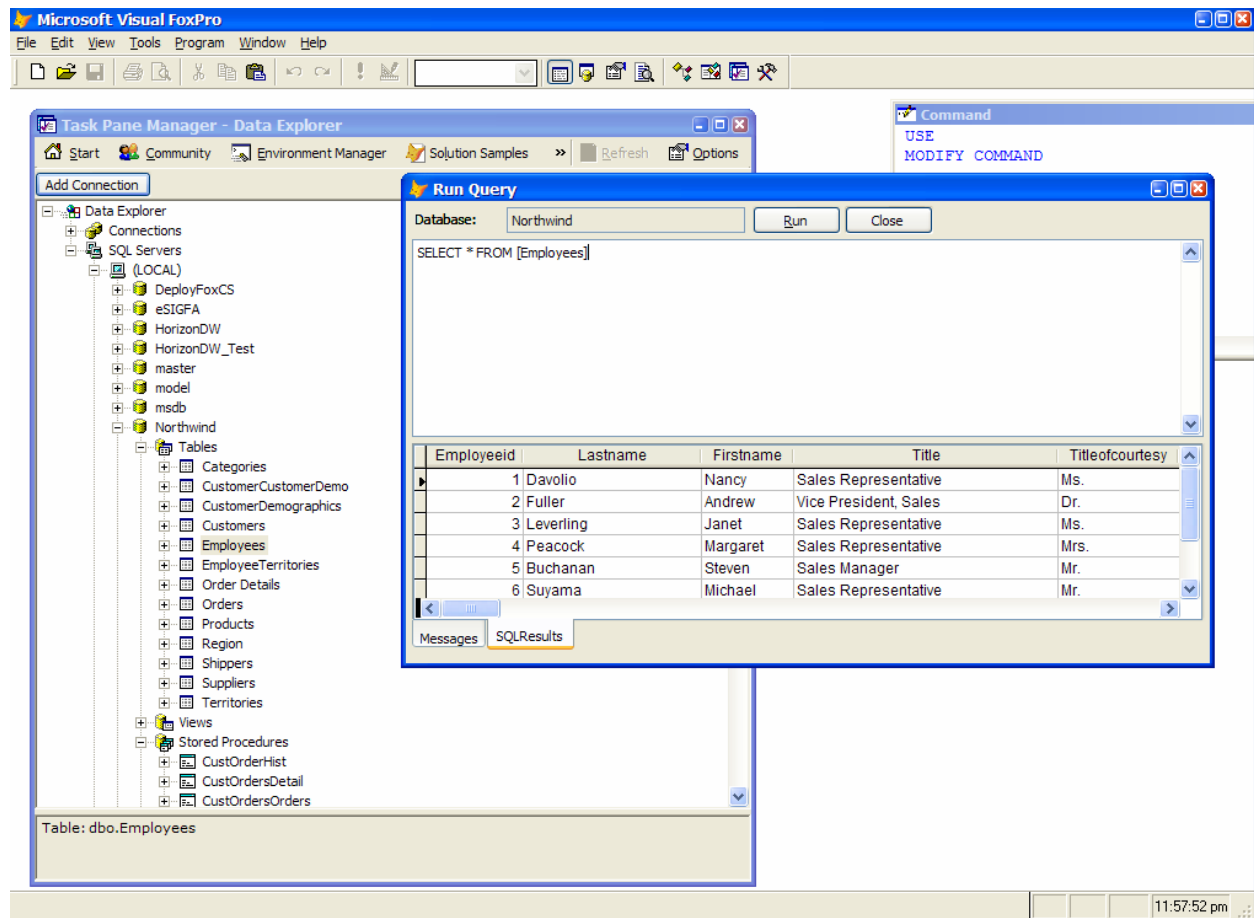 Microsoft Visual FoxPro
File Edit View Tools Program Window Help
Task Pane Manager - Data Explorer
Start Community Environment Manager Solution Samples » Refresh Options
Add Connection
Data Explorer
Connections
SQL Servers
(LOCAL)
DeployFoxCS
eSIGFA
HorizonDW
HorizonDW_Test
master
model
msdb
Northwind
Tables
Categories
CustomerCustomerDemo
CustomerDemographics
Customers
Employees
EmployeeTerritories
Order Details
Orders
Products
Region
Shippers
Suppliers
Territories
Views
Stored Procedures
CustOrderHist
CustOrdersDetail
CustOrdersOrders
Table: dbo.Employees
Command
USE
MODIFY COMMAND
Run Query
Database: Northwind Run Close
SELECT * FROM [Employees]
Employeeid Lastname Firstname Title Titleofcourtesy
1 Davolio Nancy Sales Representative Ms.
2 Fuller Andrew Vice President, Sales Dr.
3 Leverling Janet Sales Representative Ms.
4 Peacock Margaret Sales Representative Mrs.
5 Buchanan Steven Sales Manager Mr.
6 Suyama Michael Sales Representative Mr.
Messages SQLResults
11:57:52 pm